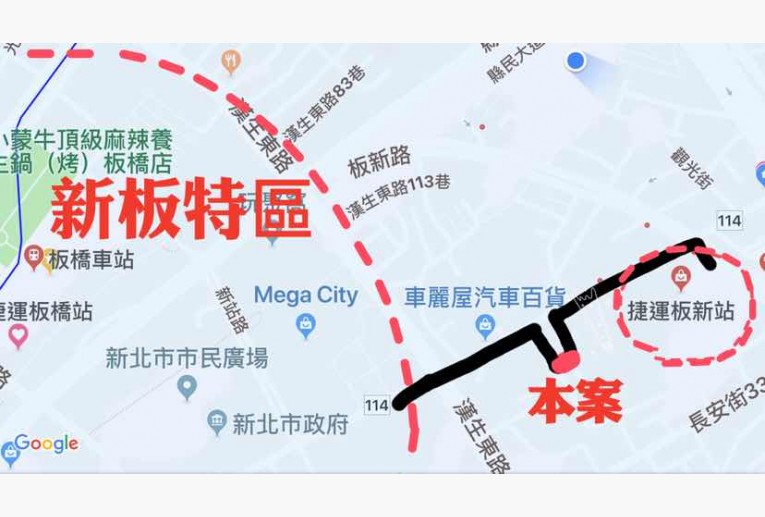 縣民大道
漢生東路83巷
漢生東路
小蒙牛頂級麻辣養
生鍋（烤）板橋店
板新路
觀光街
漢生東路113巷
新板特區
114
板橋車站
Mega City
車麗屋汽車百貨
捷運板新站
捷運板橋站
新站路
新北市市民廣場
本案
長安街33
114
新北市政府
漢生東路
Google